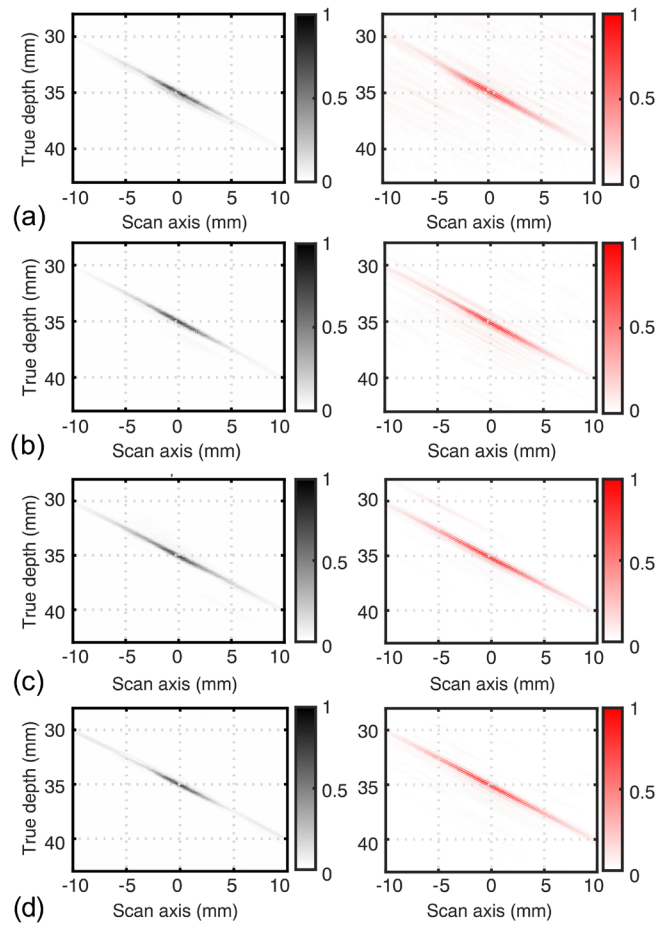 30 35 40 True depth (mm) 1 0.5 0 30 35 40 1 0.5 0
-10 -5 0 5 10 -10 -5 0 5 10
(a) Scan axis (mm) Scan axis (mm)
30 35 40 True depth (mm) 1 0.5 0 30 35 40 1 0.5 0
-10 -5 0 5 10 -10 -5 0 5 10
(b) Scan axis (mm) Scan axis (mm)
,
30 35 40 True depth (mm) 1 0.5 0 30 35 40 1 0.5 0
-10 -5 0 5 10 -10 -5 0 5 10
(c) Scan axis (mm) Scan axis (mm)
30 35 40 True depth (mm) 1 0.5 0 30 35 40 1 0.5 0
-10 -5 0 5 10 -10 -5 0 5 10
(d) Scan axis (mm) Scan axis (mm)